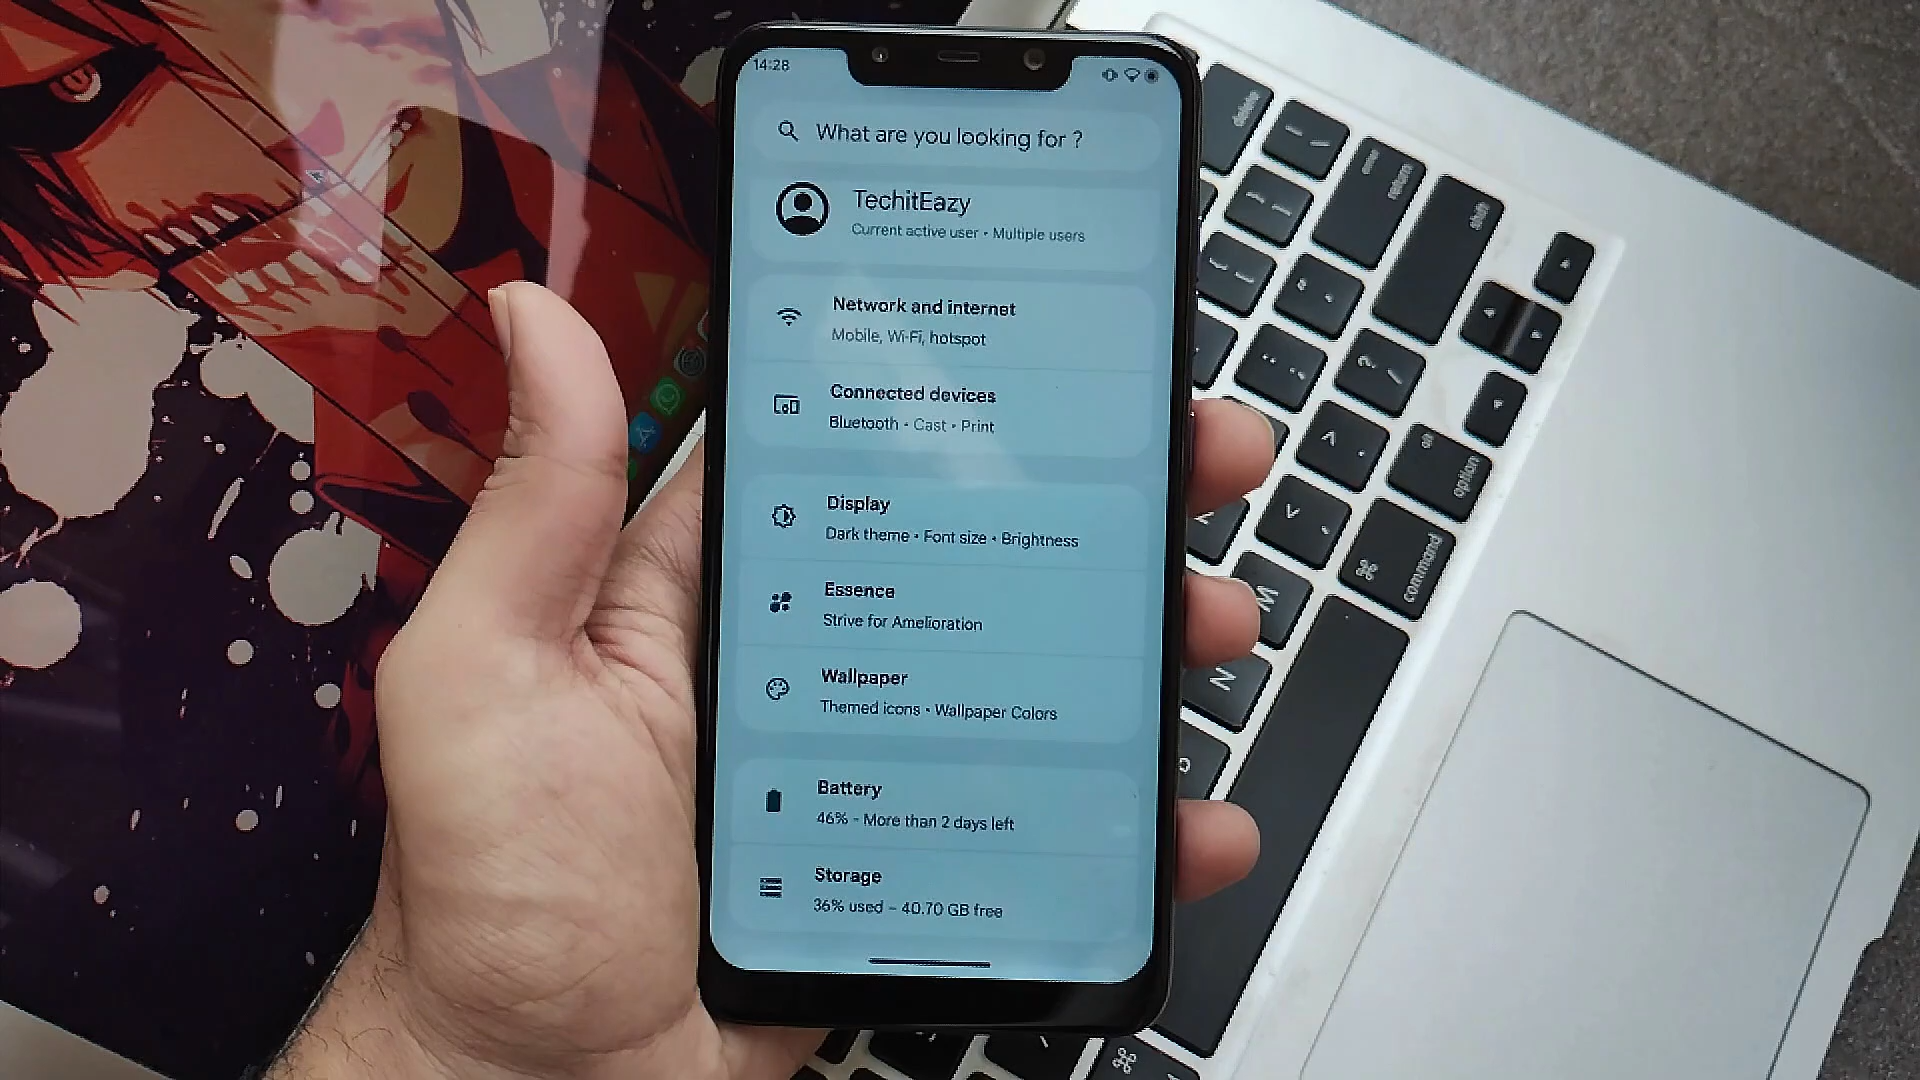 14:28
What are you looking for ?
TechitEazy
Current active user • Multiple users
Network and internet
Mobile, Wi-Fi, hotspot
Connected devices
Bluetooth • Cast • Print
Display
Dark theme • Font size • Brightness
Essence
Strive for Amelioration
Wallpaper
Themed icons • Wallpaper Colors
Battery
46% - More than 2 days left
Storage
36% used – 40.70 GB free
delete
enter
return
shift
alt
option
⌘
command
M
N
⌘